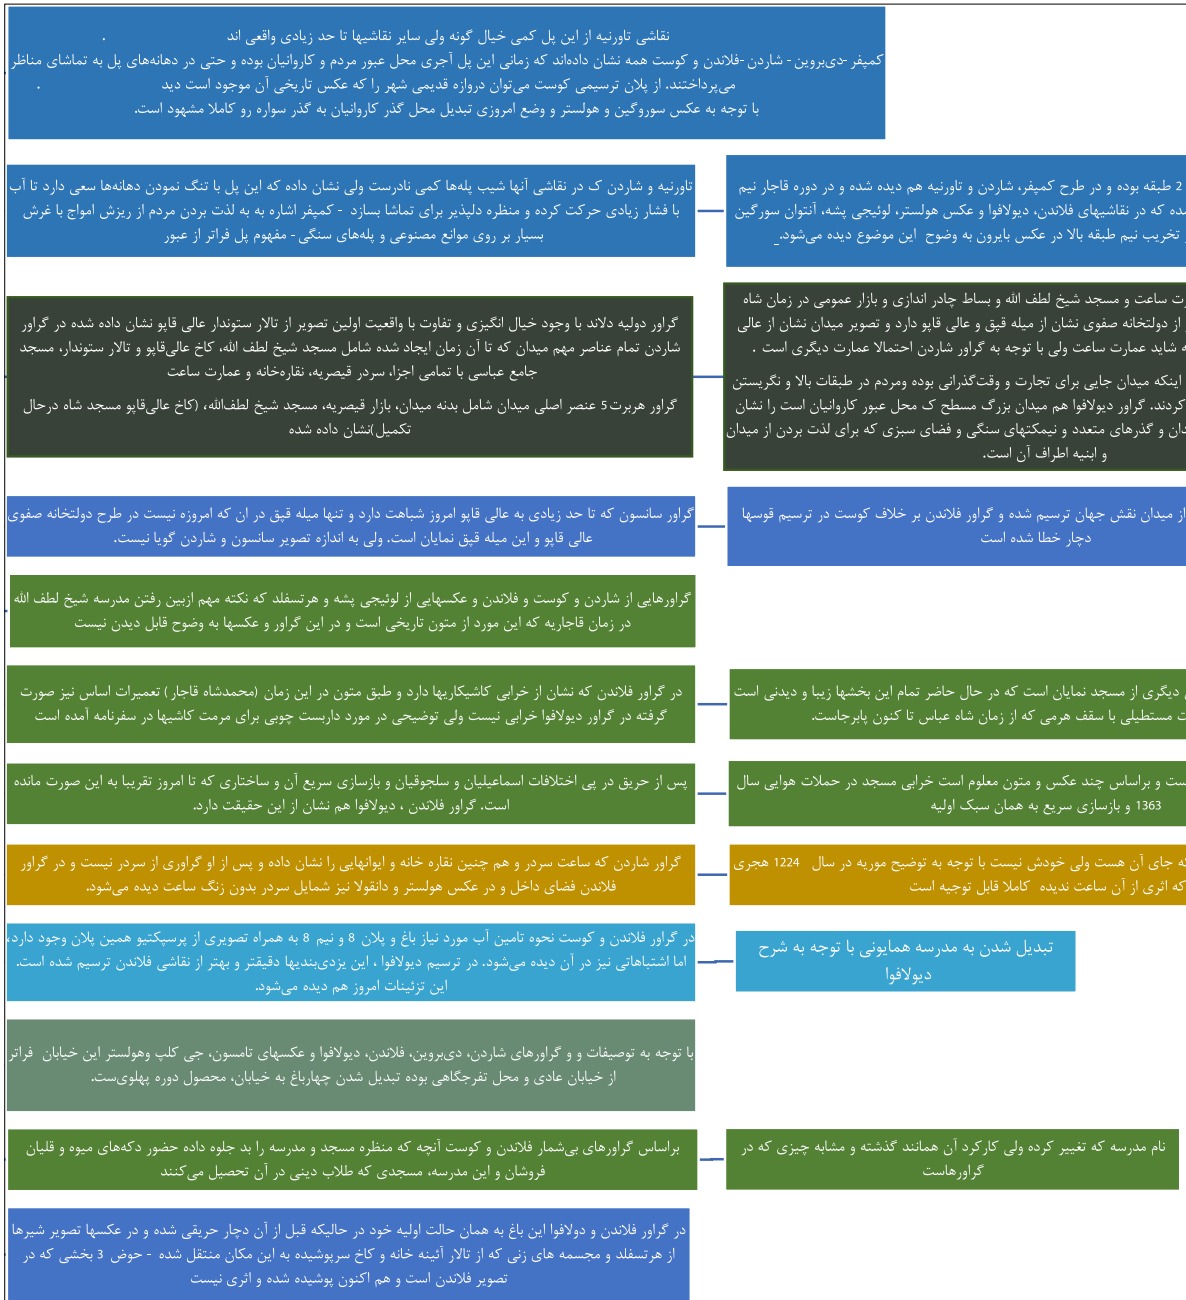 نقاشی تاورنیه از این پل کمی خیال گونه ولی سایر نقاشیها تا حد زیادی واقعی اند .
کمپفر -دی‌بروین - شاردن -فلاندن و کوست همه نشان داده‌اند که زمانی این پل آجری محل عبور مردم و کاروانیان بوده و حتی در دهانه‌های پل به تماشای مناظر
می‌پرداختند. از پلان ترسیمی کوست می‌توان دروازه قدیمی شهر را که عکس تاریخی آن موجود است دید .
با توجه به عکس سوروگین و هولستر و وضع امروزی تبدیل محل گذر کاروانیان به گذر سواره رو کاملا مشهود است.
2 طبقه بوده و در طرح کمپفر، شاردن و تاورنیه هم دیده شده و در دوره قاجار نیم
ده که در نقاشیهای فلاندن، دیولافوا و عکس هولستر، لوئیجی پشه، آنتوان سورگین
تخریب نیم طبقه بالا در عکس بایرون به وضوح این موضوع دیده می‌شود._
تاورنیه و شاردن ک در نقاشی آنها شیب پله‌ها کمی نادرست ولی نشان داده که این پل با تنگ نمودن دهانه‌ها سعی دارد تا آب
با فشار زیادی حرکت کرده و منظره دلپذیر برای تماشا بسازد - کمپفر اشاره به به لذت بردن مردم از ریزش امواج با غرش
بسیار بر روی موانع مصنوعی و پله‌های سنگی - مفهوم پل فراتر از عبور
ت ساعت و مسجد شیخ لطف الله و بساط چادر اندازی و بازار عمومی در زمان شاه
از دولتخانه صفوی نشان از میله قپق و عالی قاپو دارد و تصویر میدان نشان از عالی
ه شاید عمارت ساعت ولی با توجه به گراور شاردن احتمالا عمارت دیگری است .
اینکه میدان جایی برای تجارت و وقت‌گذرانی بوده ومردم در طبقات بالا و نگریستن
کردند. گراور دیولافوا هم میدان بزرگ مسطح ک محل عبور کاروانیان است را نشان
دان و گذرهای متعدد و نیمکتهای سنگی و فضای سبزی که برای لذت بردن از میدان
و ابنیه اطراف آن است.
گراور دولیه دلاند با وجود خیال انگیزی و تفاوت با واقعیت اولین تصویر از تالار ستوندار عالی قاپو نشان داده شده در گراور
شاردن تمام عناصر مهم میدان که تا آن زمان ایجاد شده شامل مسجد شیخ لطف الله، کاخ عالی‌قاپو و تالار ستوندار، مسجد
جامع عباسی با تمامی اجزا، سردر قیصریه، نقاره‌خانه و عمارت ساعت
گراور هربرت 5 عنصر اصلی میدان شامل بدنه میدان، بازار قیصریه، مسجد شیخ لطف‌الله، (کاخ عالی‌قاپو مسجد شاه درحال
تکمیل)نشان داده شده
از میدان نقش جهان ترسیم شده و گراور فلاندن بر خلاف کوست در ترسیم قوسها
دچار خطا شده است
گراور سانسون که تا حد زیادی به عالی قاپو امروز شباهت دارد و تنها میله قپق در ان که امروزه نیست در طرح دولتخانه صفوی
عالی قاپو و این میله قپق نمایان است. ولی به اندازه تصویر سانسون و شاردن گویا نیست.
گراورهایی از شاردن و کوست و فلاندن و عکسهایی از لوئیجی پشه و هرتسفلد که نکته مهم ازبین رفتن مدرسه شیخ لطف الله
در زمان قاجاریه که این مورد از متون تاریخی است و در این گراور و عکسها به وضوح قابل دیدن نیست
دیگری از مسجد نمایان است که در حال حاضر تمام این بخشها زیبا و دیدنی است
ت مستطیلی با سقف هرمی که از زمان شاه عباس تا کنون پابرجاست.
در گراور فلاندن که نشان از خرابی کاشیکاریها دارد و طبق متون در این زمان (محمدشاه قاجار) تعمیرات اساس نیز صورت
گرفته در گراور دیولافوا خرابی نیست ولی توضیحی در مورد داربست چوبی برای مرمت کاشیها در سفرنامه آمده است
ست و براساس چند عکس و متون معلوم است خرابی مسجد در حملات هوایی سال
1363 و بازسازی سریع به همان سبک اولیه
پس از حریق در پی اختلافات اسماعیلیان و سلجوقیان و بازسازی سریع آن و ساختاری که تا امروز تقریبا به این صورت مانده
است. گراور فلاندن ، دیولافوا هم نشان از این حقیقت دارد.
که جای آن هست ولی خودش نیست با توجه به توضیح موریه در سال 1224 هجری
که اثری از آن ساعت ندیده کاملا قابل توجیه است
گراور شاردن که ساعت سردر و هم چنین نقاره خانه و ایوانهایی را نشان داده و پس از او گراوری از سردر نیست و در گراور
فلاندن فضای داخل و در عکس هولستر و دانقولا نیز شمایل سردر بدون زنگ ساعت دیده می‌شود.
تبدیل شدن به مدرسه همایونی با توجه به شرح
دیولافوا
در گراور فلاندن و کوست نحوه تامین آب مورد نیاز باغ و پلان 8 و نیم 8 به همراه تصویری از پرسپکتیو همین پلان وجود دارد،
اما اشتباهاتی نیز در آن دیده می‌شود. در ترسیم دیولافوا ، این یزدی‌بندیها دقیقتر و بهتر از نقاشی فلاندن ترسیم شده است.
این تزئینات امروز هم دیده می‌شود.
با توجه به توصیفات و و گراورهای شاردن، دی‌بروین، فلاندن، دیولافوا و عکسهای تامسون، جی کلپ وهولستر این خیابان فراتر
از خیابان عادی و محل تفرجگاهی بوده تبدیل شدن چهارباغ به خیابان، محصول دوره پهلوی‌ست.
نام مدرسه که تغییر کرده ولی کارکرد آن همانند گذشته و مشابه چیزی که در
گراورهاست
براساس گراورهای بی‌شمار فلاندن و کوست آنچه که منظره مسجد و مدرسه را بد جلوه داده حضور دکه‌های میوه و قلیان
فروشان و این مدرسه، مسجدی که طلاب دینی در آن تحصیل می‌کنند
در گراور فلاندن و دولافوا این باغ به همان حالت اولیه خود در حالیکه قبل از آن دچار حریقی شده و در عکسها تصویر شیرها
از هرتسفلد و مجسمه های زنی که از تالار آئینه خانه و کاخ سرپوشیده به این مکان منتقل شده - حوض 3 بخشی که در
تصویر فلاندن است و هم اکنون پوشیده شده و اثری نیست